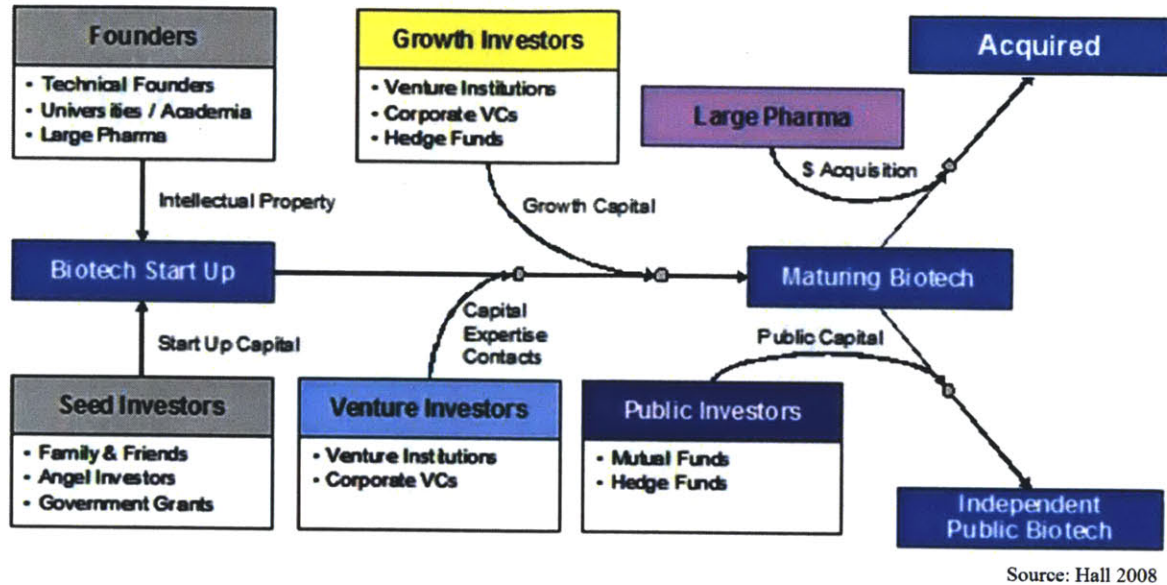 Founders
• Technical Founders
• Universities / Academia
• Large Pharma
Growth Investors
• Venture Institutions
• Corporate VCs
• Hedge Funds
Acquired
Large Pharma
$ Acquisition
Intellectual Property
Growth Capital
Biotech Start Up
Maturing Biotech
Start Up Capital
Capital
Expertise
Contacts
Public Capital
Seed Investors
• Family & Friends
• Angel Investors
• Government Grants
Venture Investors
• Venture Institutions
• Corporate VCs
Public Investors
• Mutual Funds
• Hedge Funds
Independent
Public Biotech
Source: Hall 2008